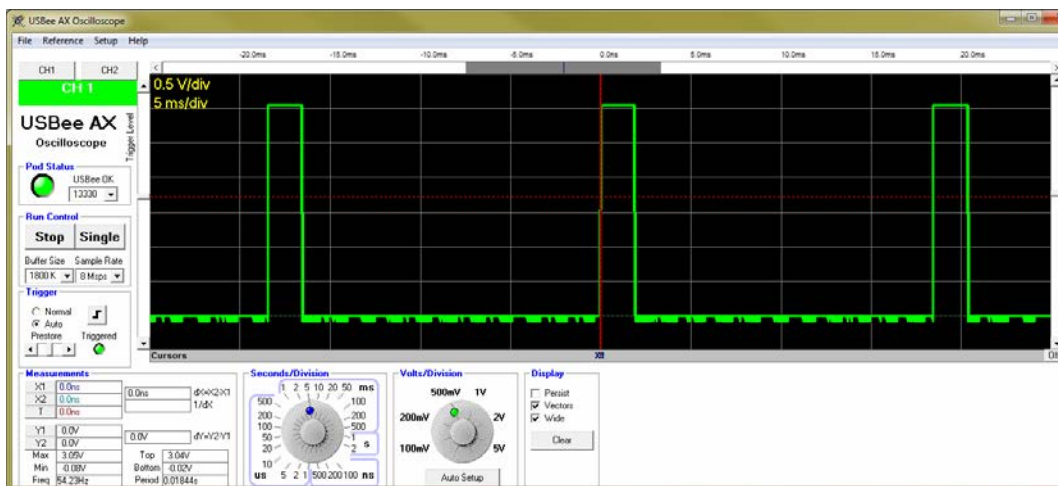 USBee AX Oscilloscope
File Reference Setup Help
-20.0ms -15.0ms -10.0ms -5.0ms 0.0ns 5.0ms 10.0ms 15.0ms 20.0ms
CH1 CH2
CH 1
0.5 V/div
5 ms/div
USBee AX
Oscilloscope
Trigger Level
Pod Status
USBee OK
13330
Run Control
Stop Single
Buffer Size Sample Rate
1800 K 8 Msps
Trigger
Normal
Auto
Prestore Triggered
Cursors
Measurements
X1 0.0ns
X2 0.0ns
T 0.0ns
0.0ns dX=X2-X1
1/dX
Y1 0.0V
Y2 0.0V
0.0V dY=Y2-Y1
Max 3.05V Top 3.04V
Min -0.08V Bottom -0.02V
Freq 54.23Hz Period 0.01844s
Seconds/Division
1 2 5 10 20 50 ms
500 100
200 200
100 500
50 1
20 2 s
10
us 5 2 1 500 200 100 ns
Volts/Division
500mV 1V
200mV 2V
100mV 5V
Auto Setup
Display
Persist
Vectors
Wide
Clear